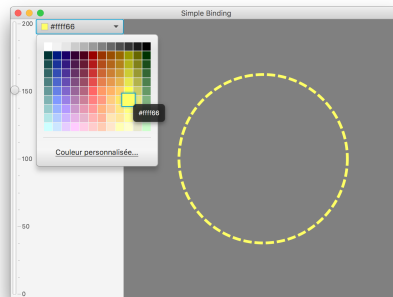 Simple Binding
200
#ffff66
150
#ffff66
Couleur personnalisée...
100
50
0